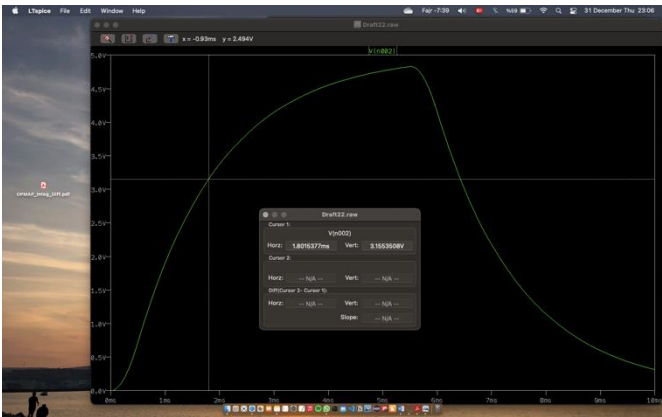 LTspice File Edit Window Help
Fajr -7:39
%59
31 December Thu 23:06
Draft22.raw
x = -0.93ms y = 2.494V
V(n002)
5.0V
4.5V
4.0V
3.5V
3.0V
2.5V
2.0V
1.5V
1.0V
0.5V
0.0V
0ms 1ms 2ms 3ms 4ms 5ms 6ms 7ms 8ms 9ms 10ms
Draft22.raw
Cursor 1:
V(n002)
Horz: 1.8015377ms Vert: 3.1553508V
Cursor 2:
Horz: -- N/A -- Vert: -- N/A --
Diff(Cursor 2- Cursor 1):
Horz: -- N/A -- Vert: -- N/A --
Slope: -- N/A --